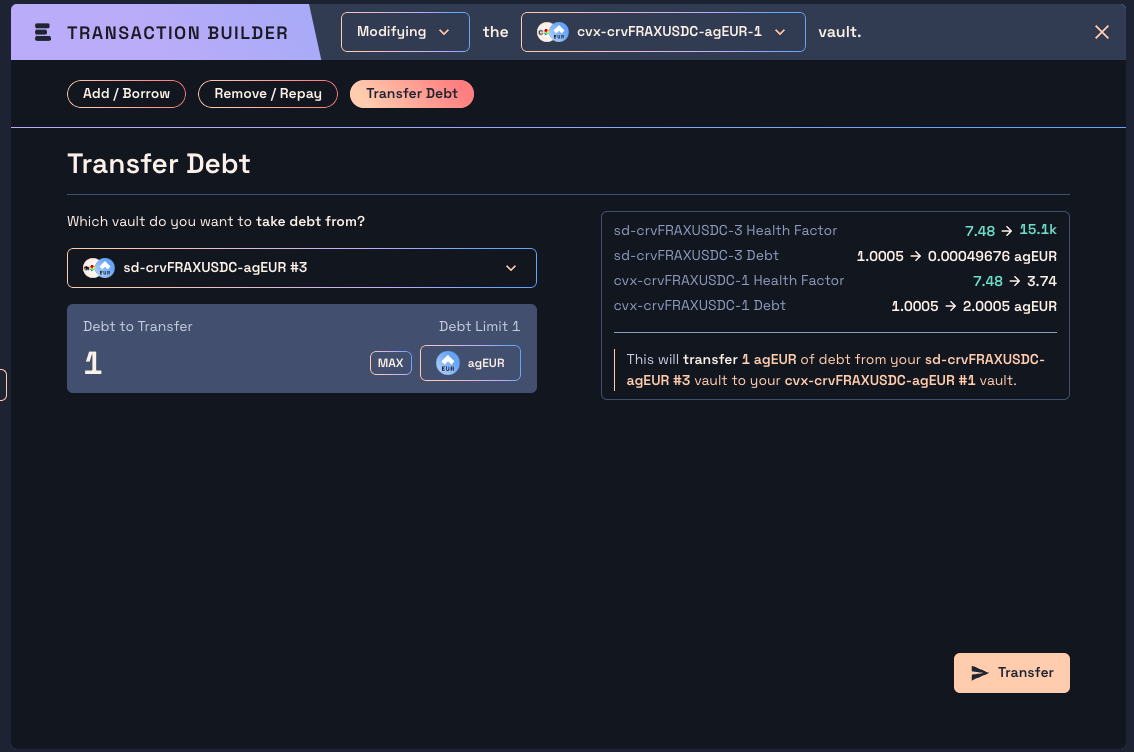 TRANSACTION BUILDER Modifying the cvx-crvFRAXUSDC-agEUR-1 vault.
Add / Borrow Remove / Repay Transfer Debt
Transfer Debt
Which vault do you want to take debt from?
sd-crvFRAXUSDC-agEUR #3
Debt to Transfer Debt Limit 1
1 MAX EUR agEUR
sd-crvFRAXUSDC-3 Health Factor 7.48 → 15.1k
sd-crvFRAXUSDC-3 Debt 1.0005 → 0.00049676 agEUR
cvx-crvFRAXUSDC-1 Health Factor 7.48 → 3.74
cvx-crvFRAXUSDC-1 Debt 1.0005 → 2.0005 agEUR
This will transfer 1 agEUR of debt from your sd-crvFRAXUSDC-
agEUR #3 vault to your cvx-crvFRAXUSDC-agEUR #1 vault.
Transfer